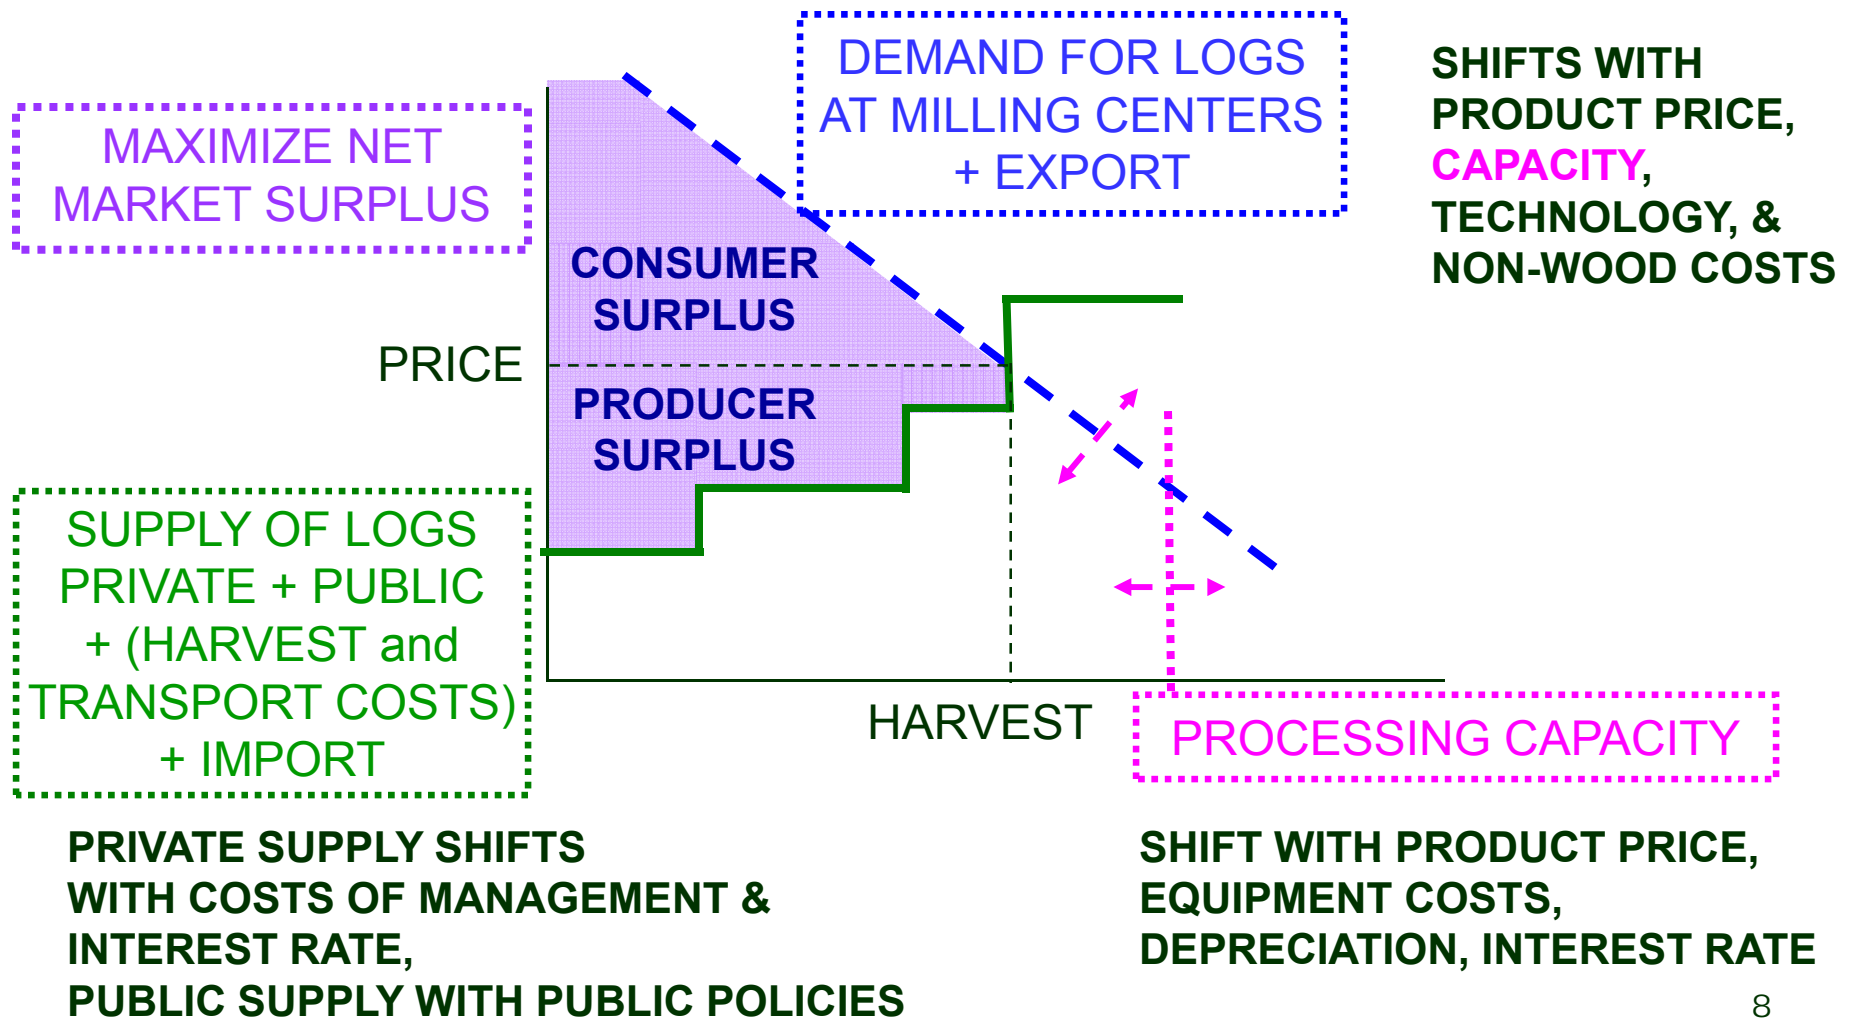 MAXIMIZE NET
MARKET SURPLUS
DEMAND FOR LOGS
AT MILLING CENTERS
+ EXPORT
SHIFTS WITH
PRODUCT PRICE,
CAPACITY,
TECHNOLOGY, &
NON-WOOD COSTS
CONSUMER
SURPLUS
PRICE
PRODUCER
SURPLUS
SUPPLY OF LOGS
PRIVATE + PUBLIC
+ (HARVEST and
TRANSPORT COSTS)
+ IMPORT
HARVEST
PROCESSING CAPACITY
PRIVATE SUPPLY SHIFTS
WITH COSTS OF MANAGEMENT &
INTEREST RATE,
PUBLIC SUPPLY WITH PUBLIC POLICIES
SHIFT WITH PRODUCT PRICE,
EQUIPMENT COSTS,
DEPRECIATION, INTEREST RATE
8